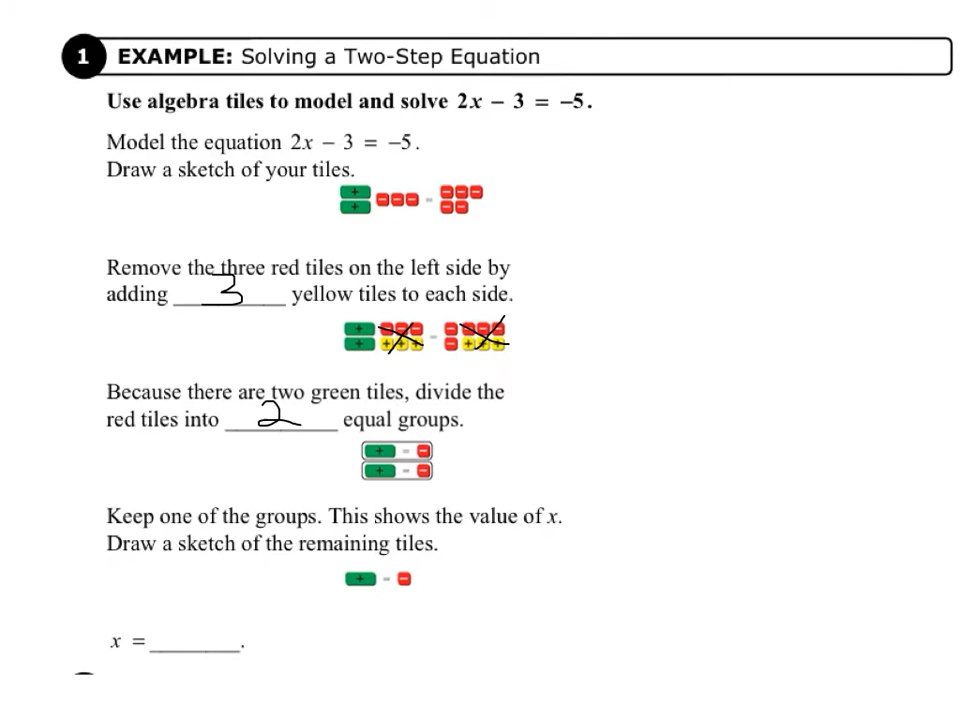 1 EXAMPLE: Solving a Two-Step Equation
Use algebra tiles to model and solve 2x − 3 = −5.
Model the equation 2x − 3 = −5.
Draw a sketch of your tiles.
+ − − − = − − −
+ − −
Remove the three red tiles on the left side by
adding 3 yellow tiles to each side.
+ − − − = − − − −
+ + + + − + + +
Because there are two green tiles, divide the
red tiles into 2 equal groups.
+ = −
+ = −
Keep one of the groups. This shows the value of x.
Draw a sketch of the remaining tiles.
+ = −
x = ________.